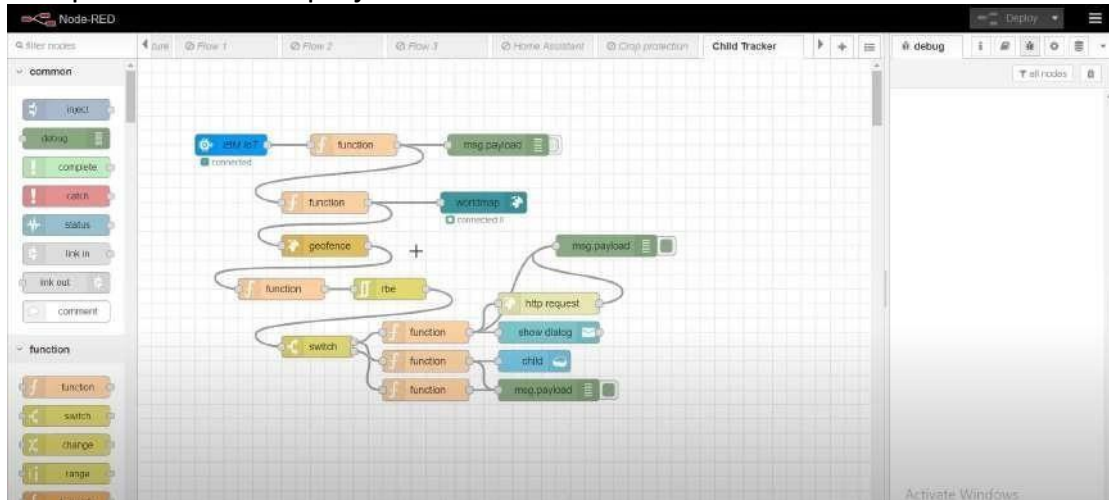 Node-RED
Deploy
filter nodes
Flow 1
Flow 2
Flow 3
Home Assistant
Crop protection
Child Tracker
debug
i
all nodes
common
inject
debug
complete
catch
status
link in
link out
comment
function
function
switch
change
range
IBM IoT
connected
function
msg.payload
function
worldmap
geofence
msg.payload
function
rbe
http request
switch
function
show dialog
function
child
function
msg.payload
Activate Windows